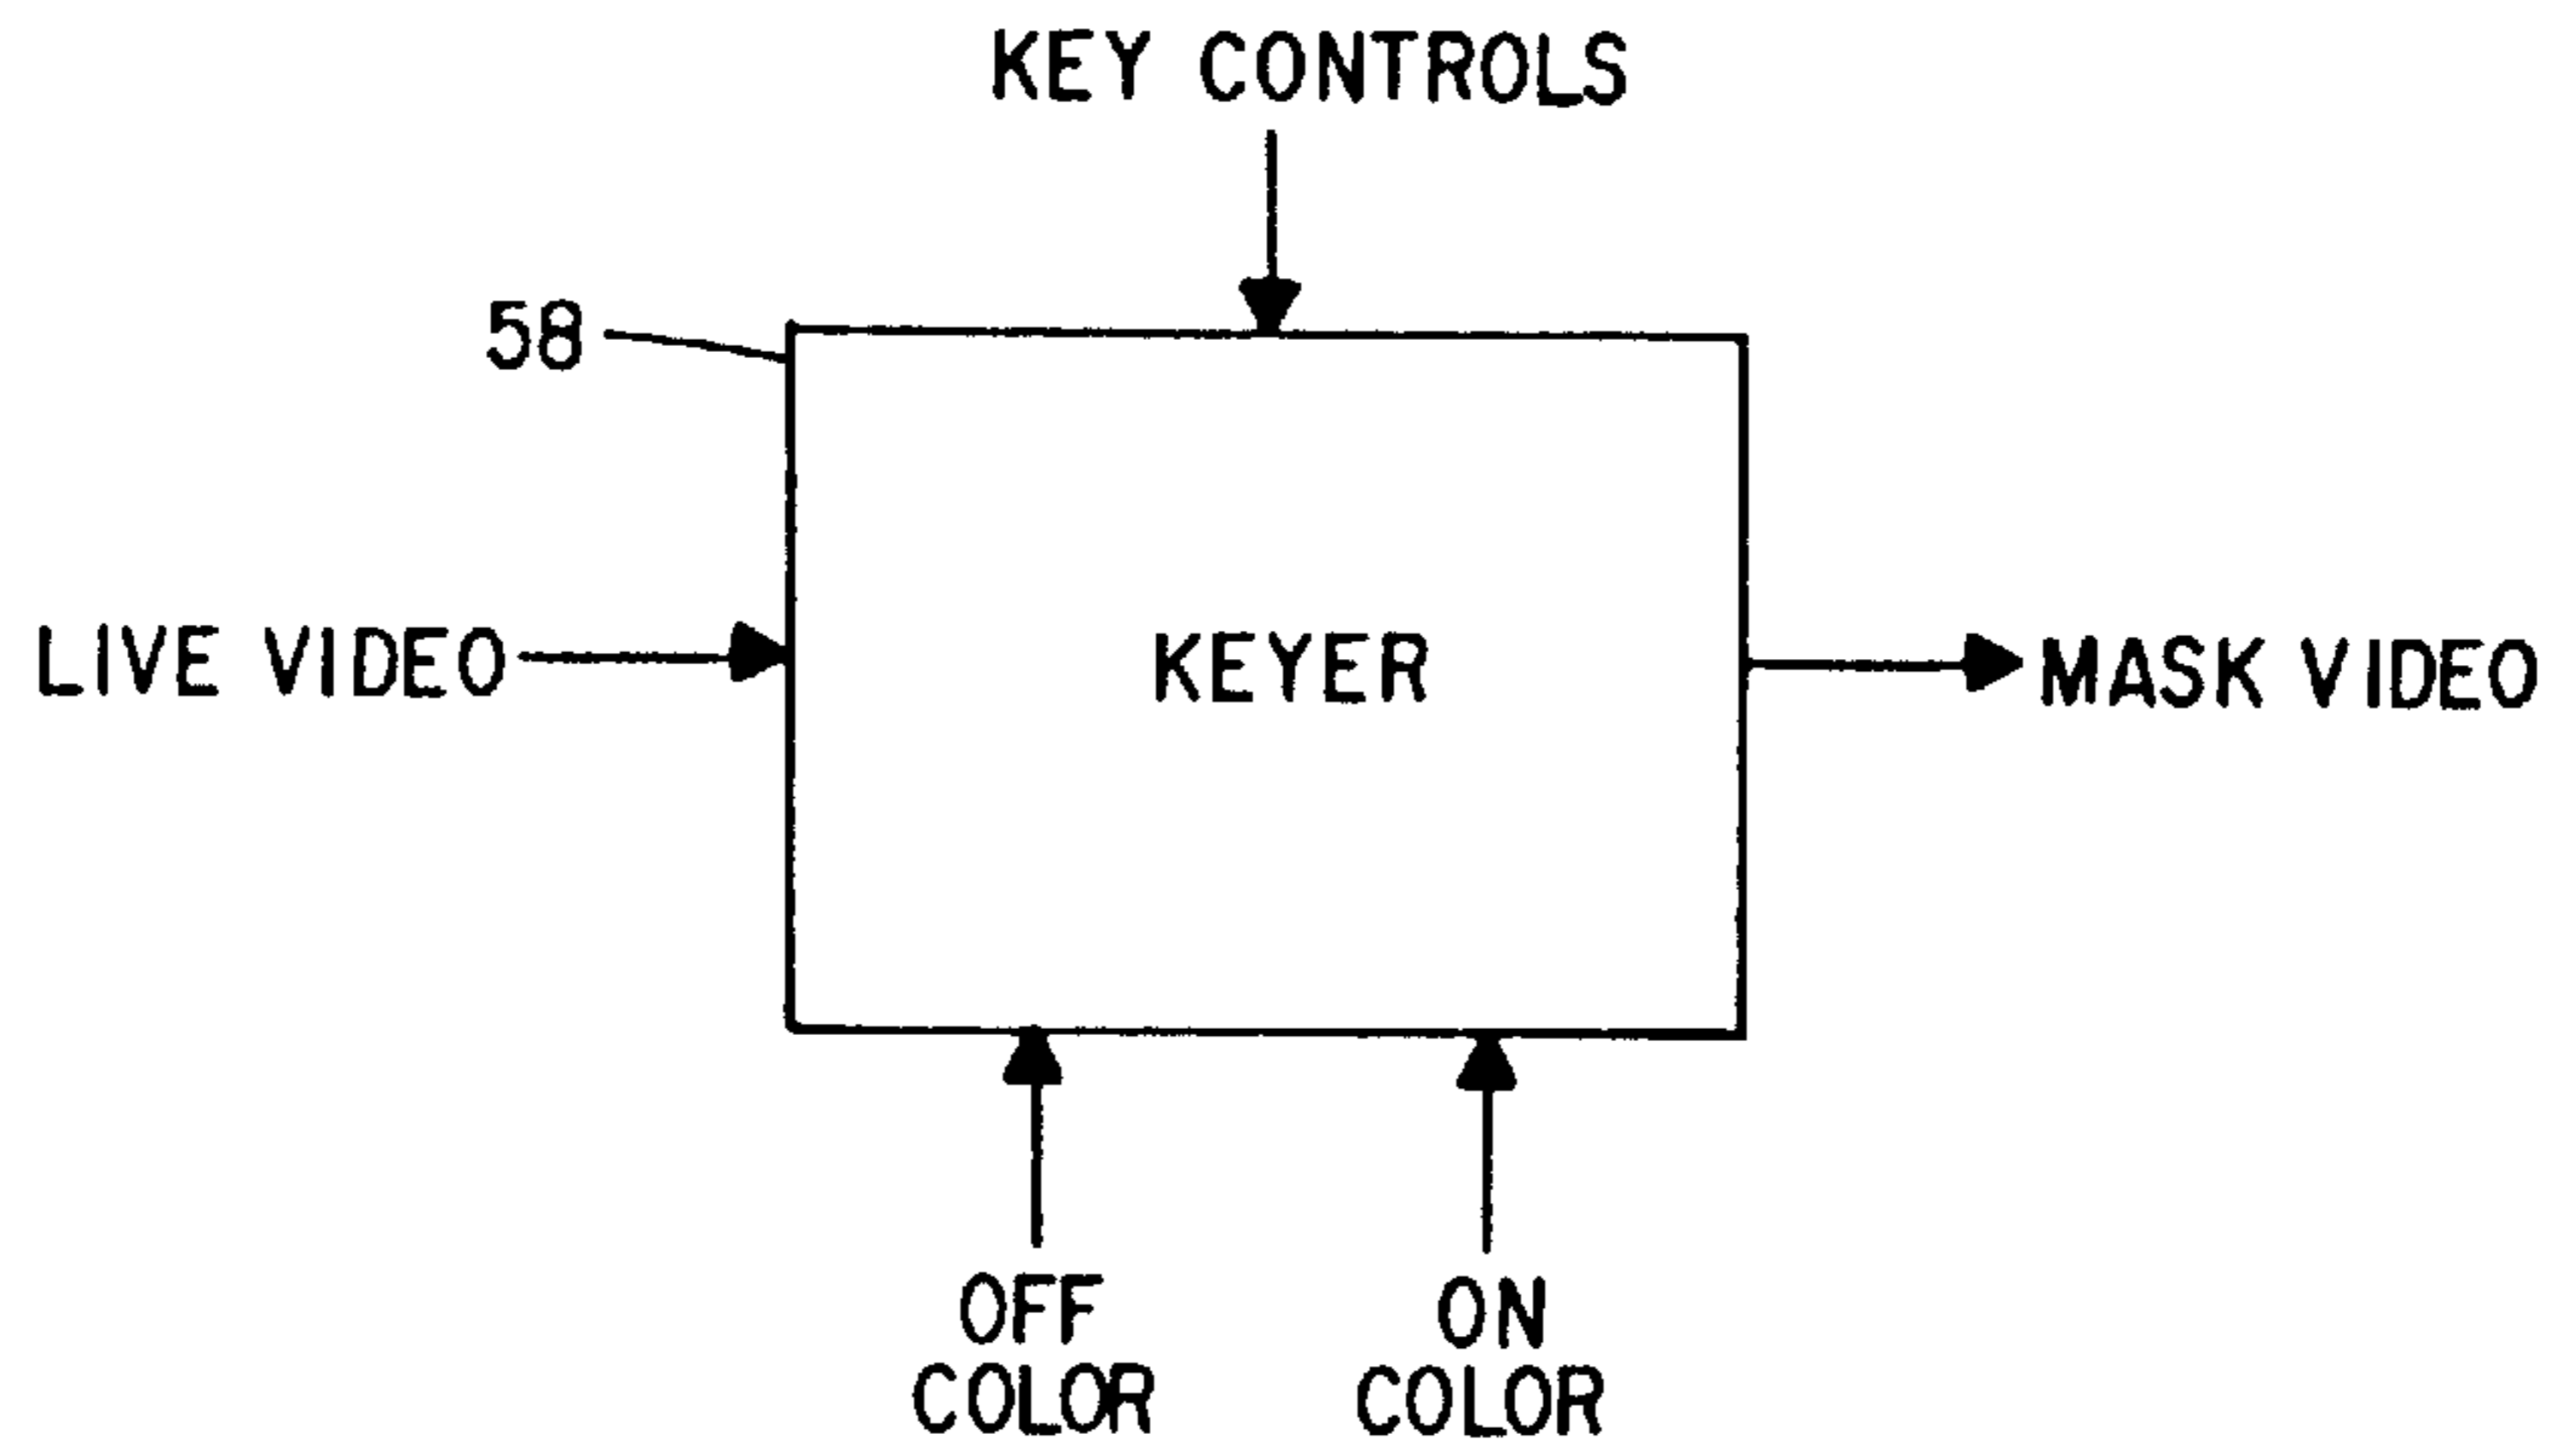 KEY CONTROLS
58
LIVE VIDEO
KEYER
MASK VIDEO
OFF
COLOR
ON
COLOR